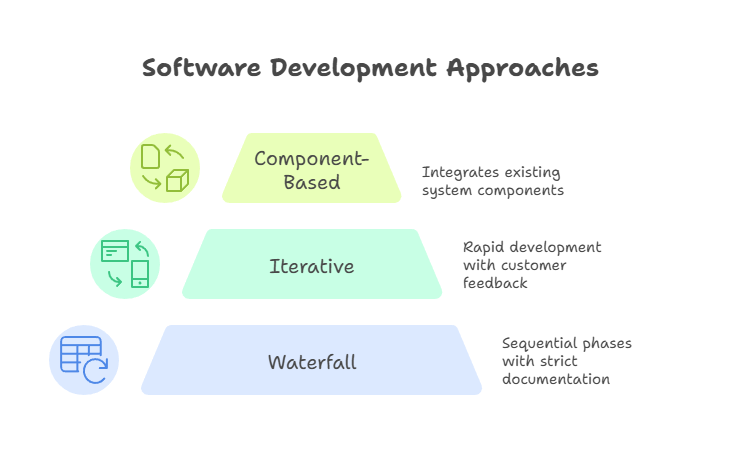 Software Development Approaches
Component-
Based
Integrates existing
system components
Iterative
Rapid development
with customer
feedback
Waterfall
Sequential phases
with strict
documentation